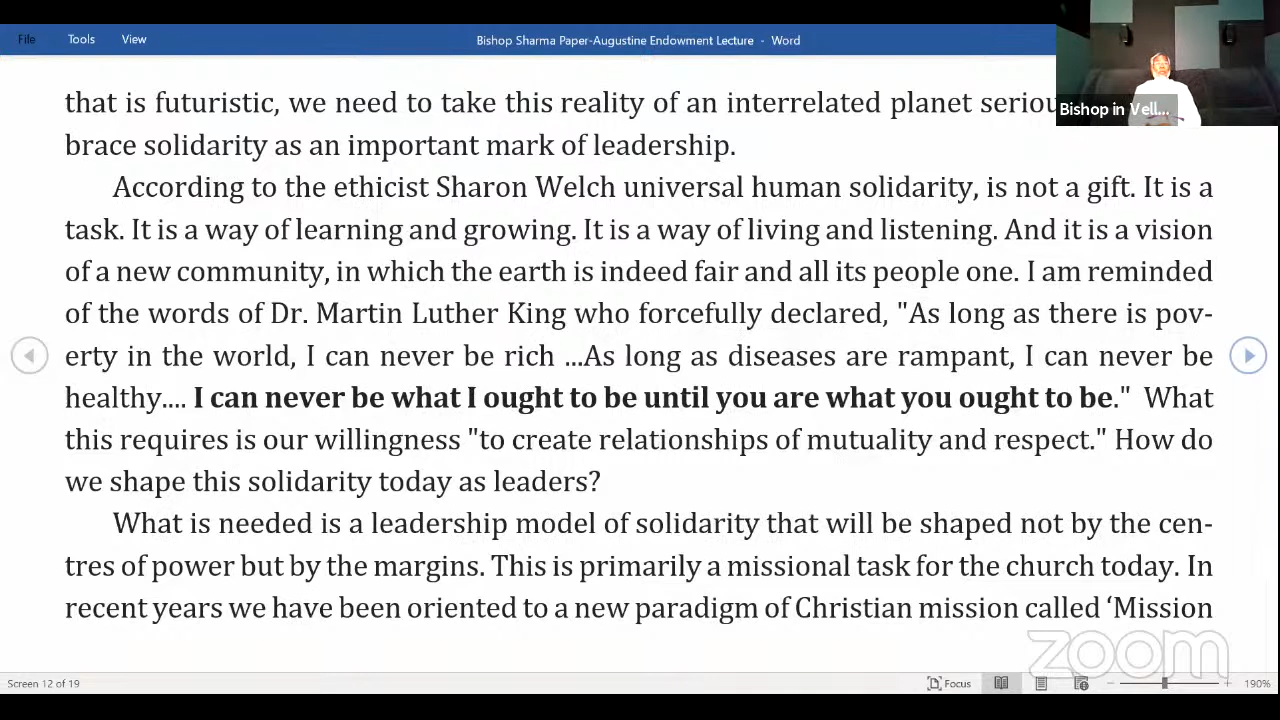 File Tools View Bishop Sharma Paper-Augustine Endowment Lecture - Word
Bishop in Vell...
that is futuristic, we need to take this reality of an interrelated planet seriou
brace solidarity as an important mark of leadership.
According to the ethicist Sharon Welch universal human solidarity, is not a gift. It is a
task. It is a way of learning and growing. It is a way of living and listening. And it is a vision
of a new community, in which the earth is indeed fair and all its people one. I am reminded
of the words of Dr. Martin Luther King who forcefully declared, "As long as there is pov-
erty in the world, I can never be rich ...As long as diseases are rampant, I can never be
healthy.... I can never be what I ought to be until you are what you ought to be." What
this requires is our willingness "to create relationships of mutuality and respect." How do
we shape this solidarity today as leaders?
What is needed is a leadership model of solidarity that will be shaped not by the cen-
tres of power but by the margins. This is primarily a missional task for the church today. In
recent years we have been oriented to a new paradigm of Christian mission called ‘Mission
zoom
Screen 12 of 19 Focus 190%